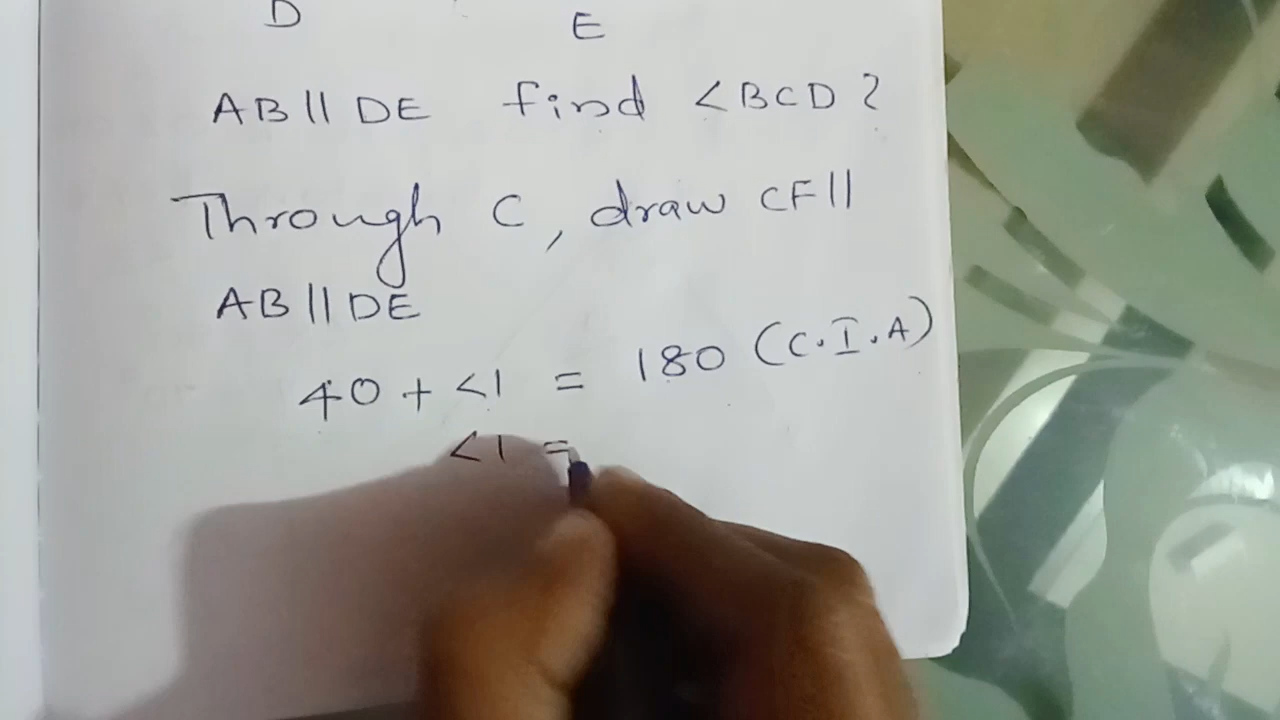 D E
AB || DE find <BCD ?
Through C, draw CF ||
AB || DE
40 + <1 = 180 (C.I.A)
<1 =